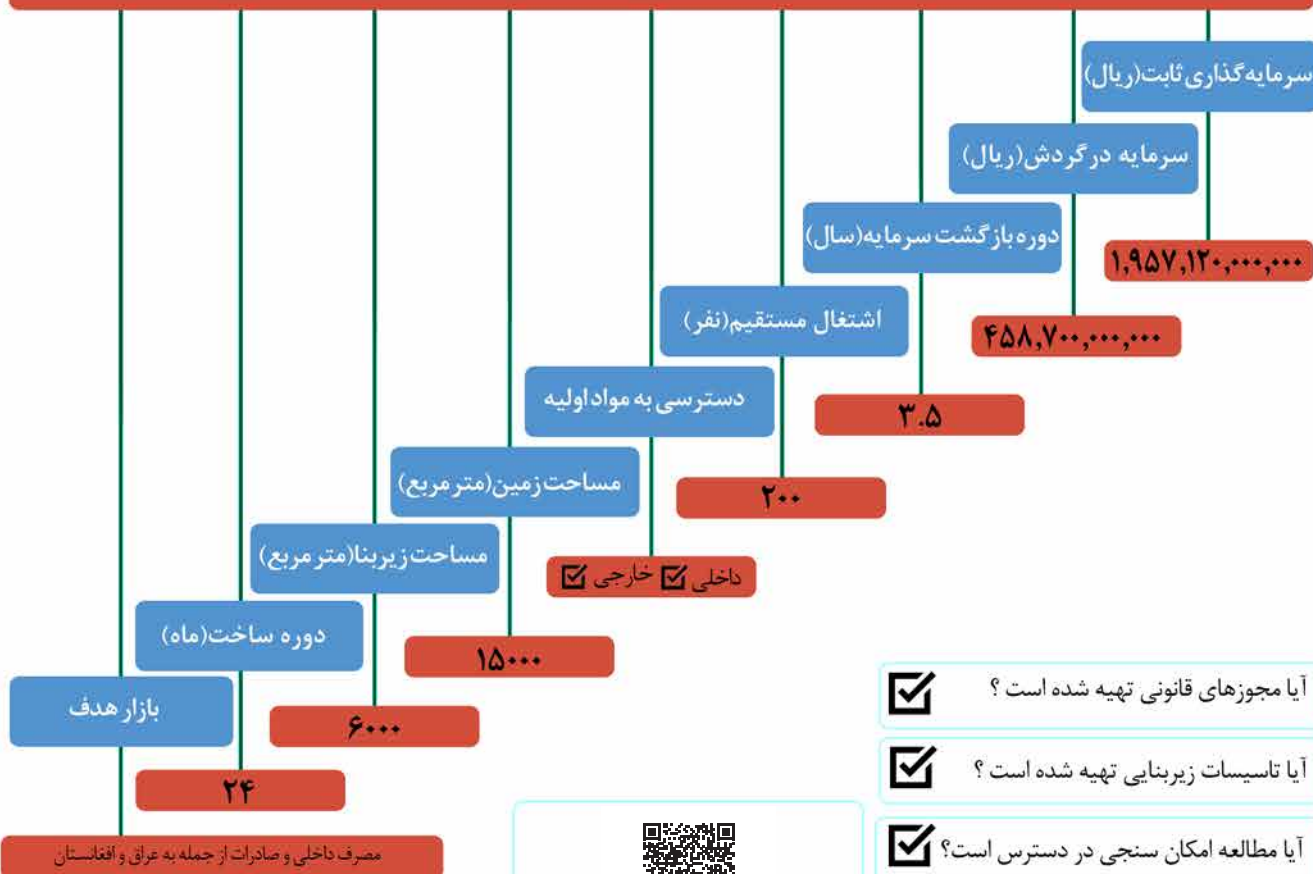 سرمایه‌گذاری ثابت(ریال)
۱,۹۵۷,۱۲۰,۰۰۰,۰۰۰
سرمایه در گردش(ریال)
۴۵۸,۷۰۰,۰۰۰,۰۰۰
دوره بازگشت سرمایه(سال)
۳.۵
اشتغال مستقیم(نفر)
۲۰۰
دسترسی به مواد اولیه
داخلی ☑ خارجی ☑
مساحت زمین(متر مربع)
۱۵۰۰۰
مساحت زیربنا(متر مربع)
۶۰۰۰
دوره ساخت(ماه)
۲۴
بازار هدف
مصرف داخلی و صادرات از جمله به عراق و افغانستان
آیا مجوزهای قانونی تهیه شده است ؟ ☑
آیا تاسیسات زیربنایی تهیه شده است ؟ ☑
آیا مطالعه امکان سنجی در دسترس است؟ ☑